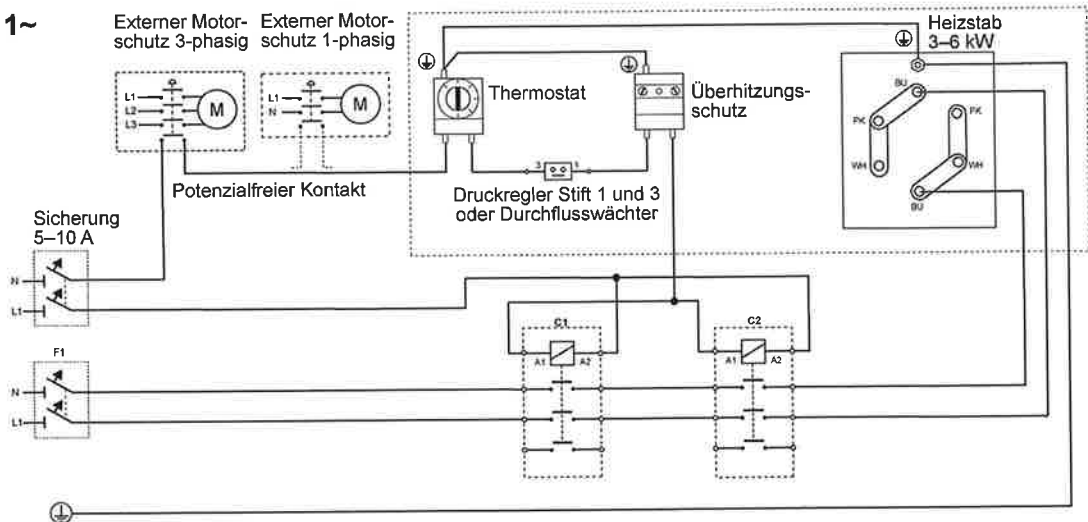 1~
Externer Motor-
schutz 3-phasig
Externer Motor-
schutz 1-phasig
Heizstab
3–6 kW
L1
L2
L3
M
L1
N
M
Thermostat
Überhitzungs-
schutz
BU
PK
WH
PK
WH
BU
3
1
Potenzialfreier Kontakt
Druckregler Stift 1 und 3
oder Durchflusswächter
Sicherung
5–10 A
N
L1
C1
C2
A1
A2
A1
A2
F1
N
L1